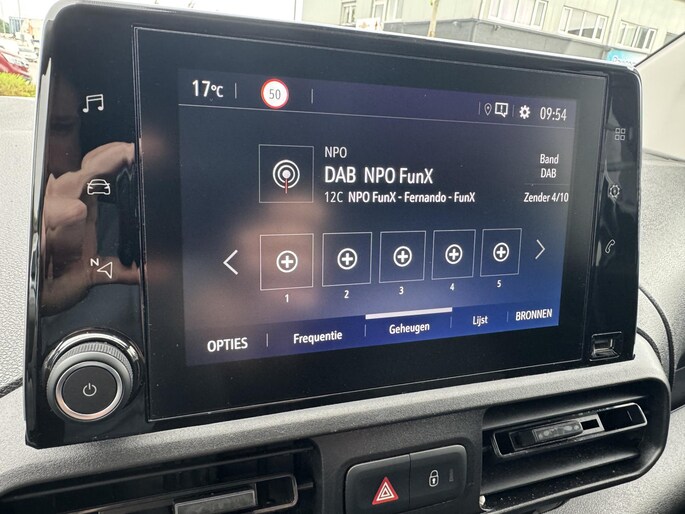 17°C
50
09:54
NPO
DAB NPO FunX
12C NPO FunX - Fernando - FunX
Band
DAB
Zender 4/10
N
1 2 3 4 5
OPTIES Frequentie Geheugen Lijst BRONNEN